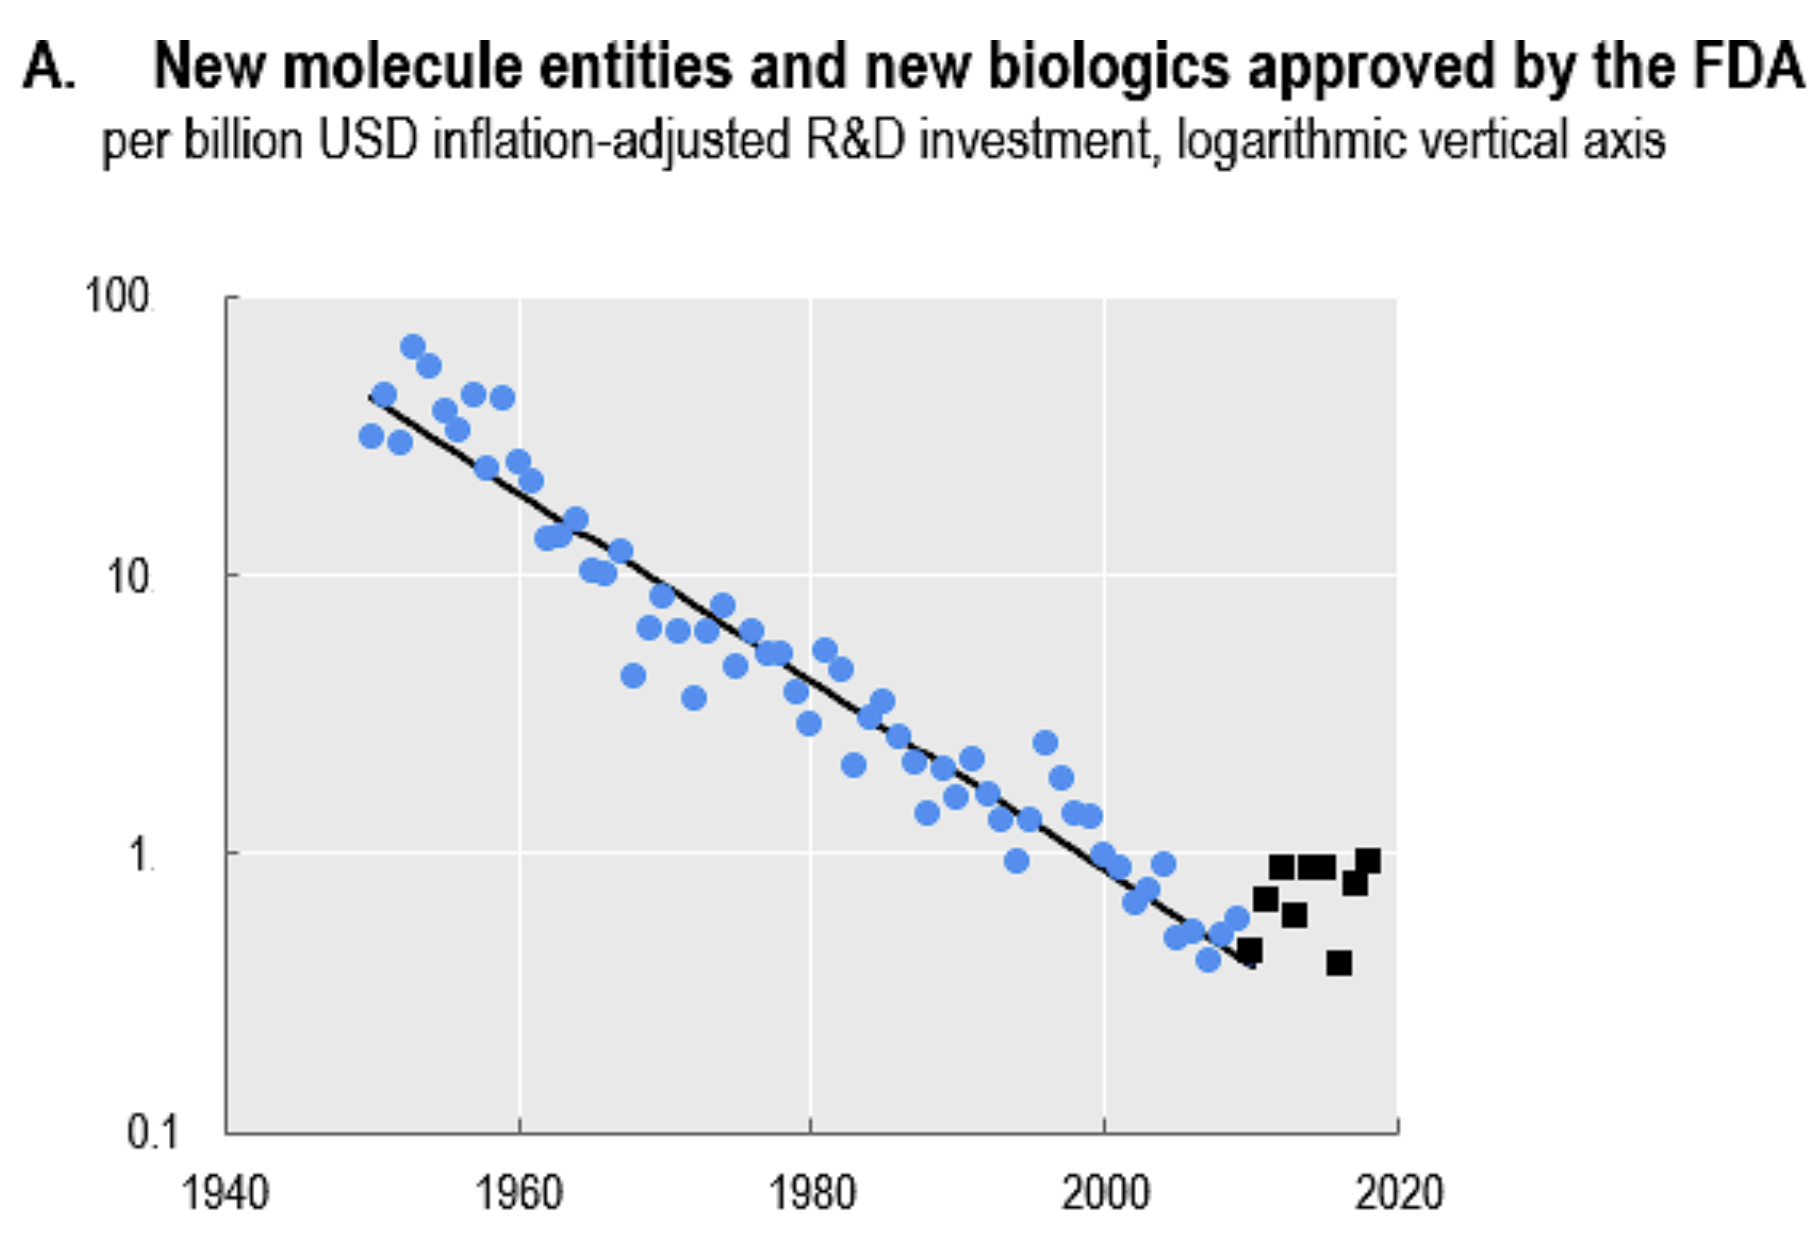 A. New molecule entities and new biologics approved by the FDA
per billion USD inflation-adjusted R&D investment, logarithmic vertical axis
100.
10.
1.
0.1
1940 1960 1980 2000 2020